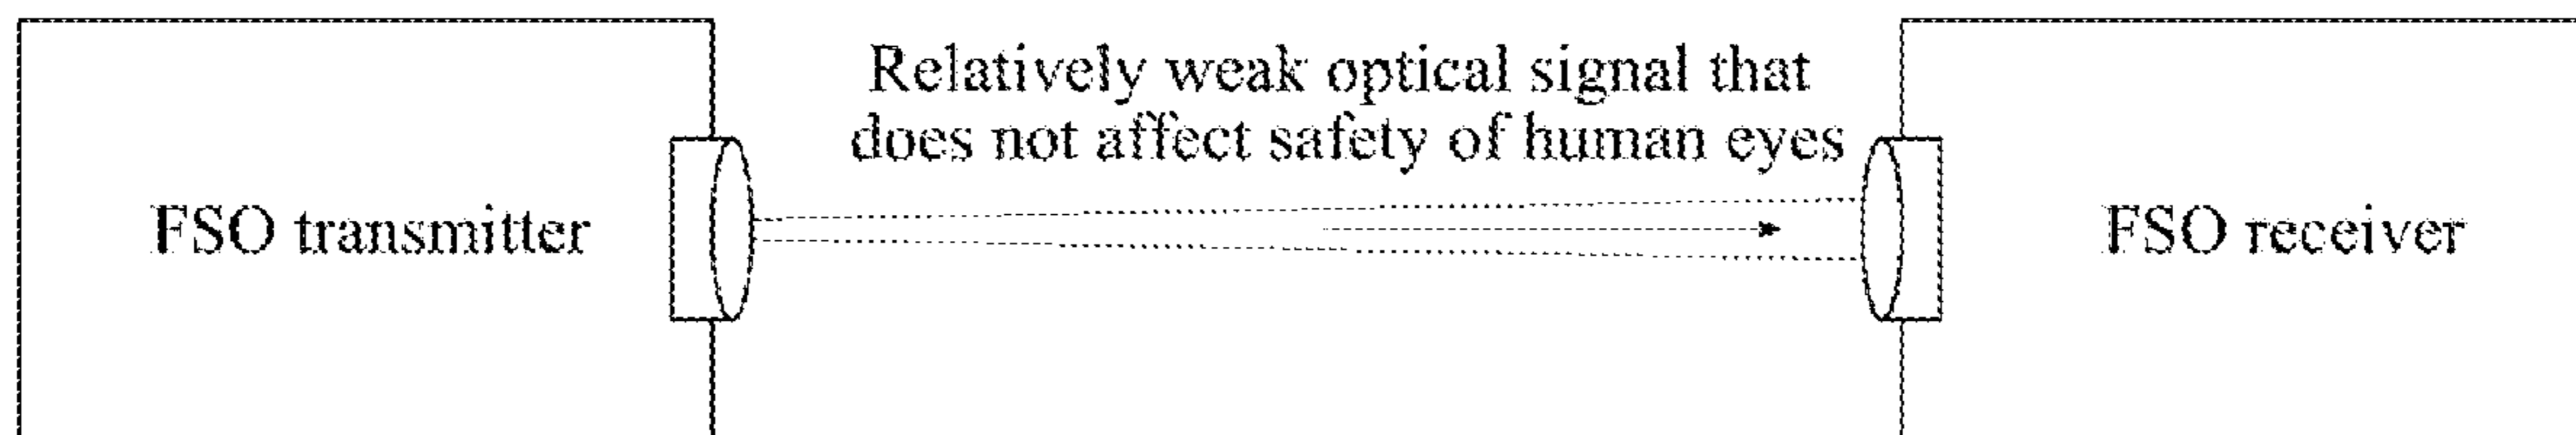 Relatively weak optical signal that
does not affect safety of human eyes
FSO transmitter
FSO receiver